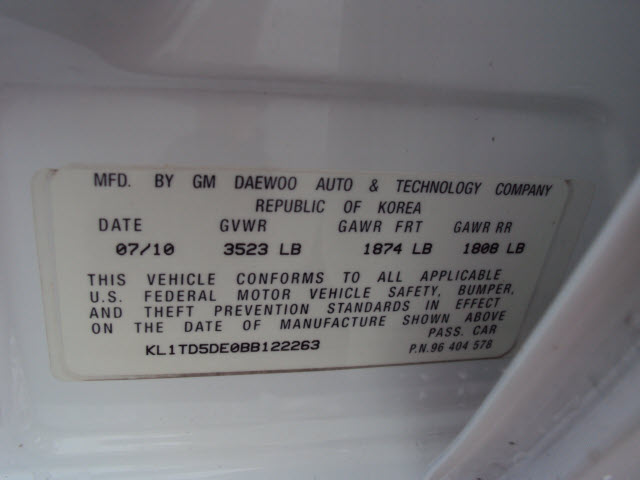 MFD. BY GM DAEWOO AUTO & TECHNOLOGY COMPANY
REPUBLIC OF KOREA
DATE GVWR GAWR FRT GAWR RR
07/10 3523 LB 1874 LB 1808 LB
THIS VEHICLE CONFORMS TO ALL APPLICABLE
U.S. FEDERAL MOTOR VEHICLE SAFETY, BUMPER,
AND THEFT PREVENTION STANDARDS IN EFFECT
ON THE DATE OF MANUFACTURE SHOWN ABOVE
PASS. CAR
KL1TD5DE0BB122263 P.N.96 404 578